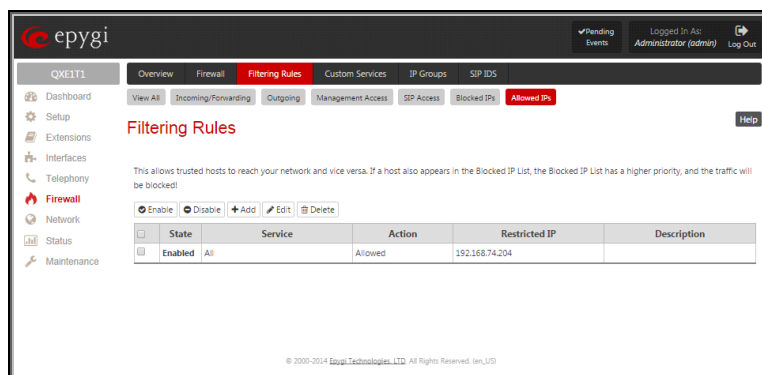 epygi
✔Pending Events
Logged In As:
Administrator (admin)
Log Out
QXE1T1
Dashboard
Setup
Extensions
Interfaces
Telephony
Firewall
Network
Status
Maintenance
Overview Firewall Filtering Rules Custom Services IP Groups SIP IDS
View All Incoming/Forwarding Outgoing Management Access SIP Access Blocked IPs Allowed IPs
Help
Filtering Rules
This allows trusted hosts to reach your network and vice versa. If a host also appears in the Blocked IP List, the Blocked IP List has a higher priority, and the traffic will
be blocked!
Enable Disable Add Edit Delete
State Service Action Restricted IP Description
Enabled All Allowed 192.168.74.204
© 2000-2014 Epygi Technologies, LTD. All Rights Reserved. (en_US)